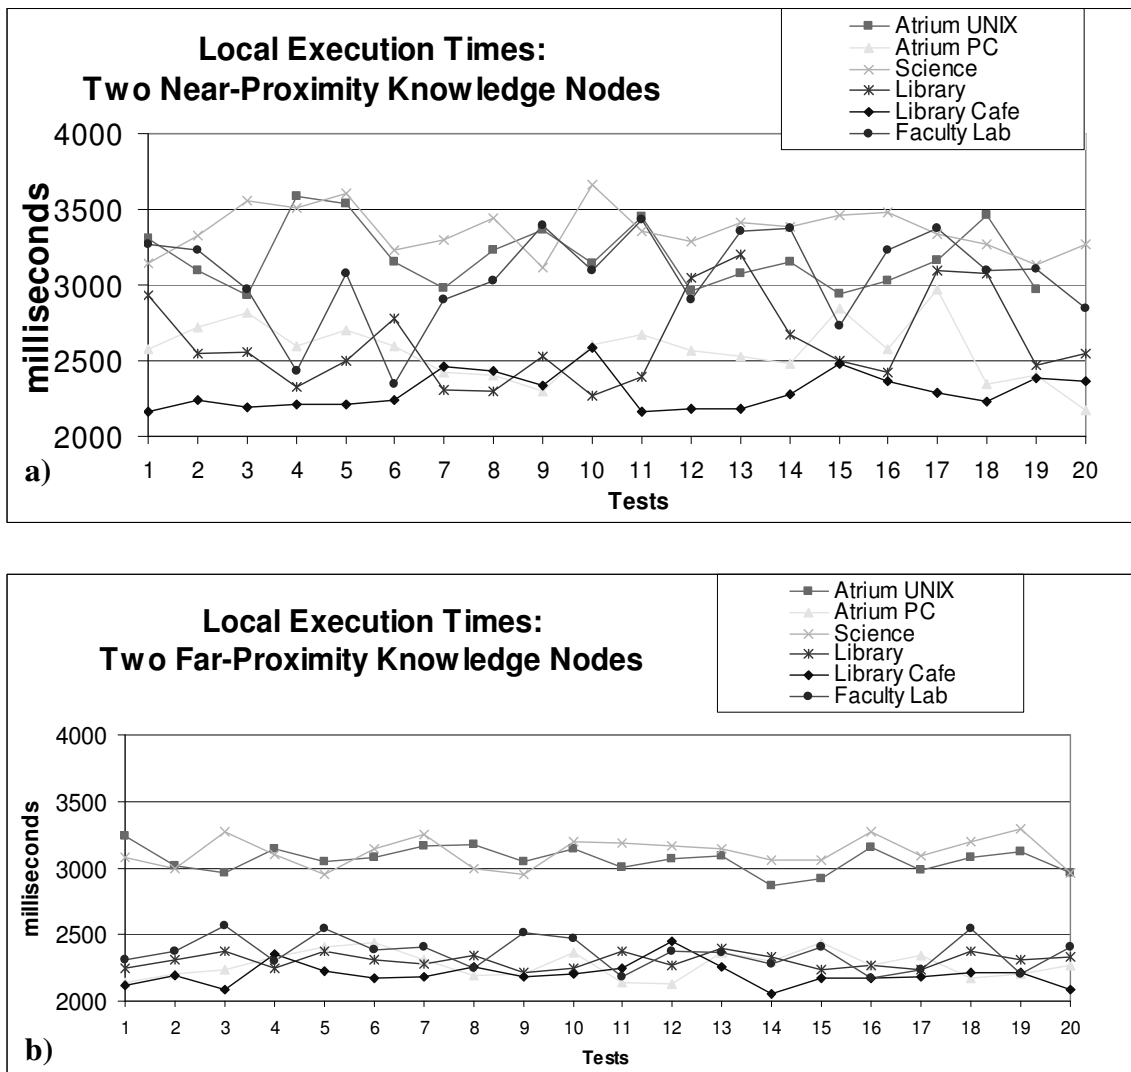 Local Execution Times:
Two Near-Proximity Knowledge Nodes
Atrium UNIX
Atrium PC
Science
Library
Library Cafe
Faculty Lab
milliseconds
4000
3500
3000
2500
2000
1 2 3 4 5 6 7 8 9 10 11 12 13 14 15 16 17 18 19 20
a)
Tests
Local Execution Times:
Two Far-Proximity Knowledge Nodes
Atrium UNIX
Atrium PC
Science
Library
Library Cafe
Faculty Lab
milliseconds
4000
3500
3000
2500
2000
1 2 3 4 5 6 7 8 9 10 11 12 13 14 15 16 17 18 19 20
b)
Tests